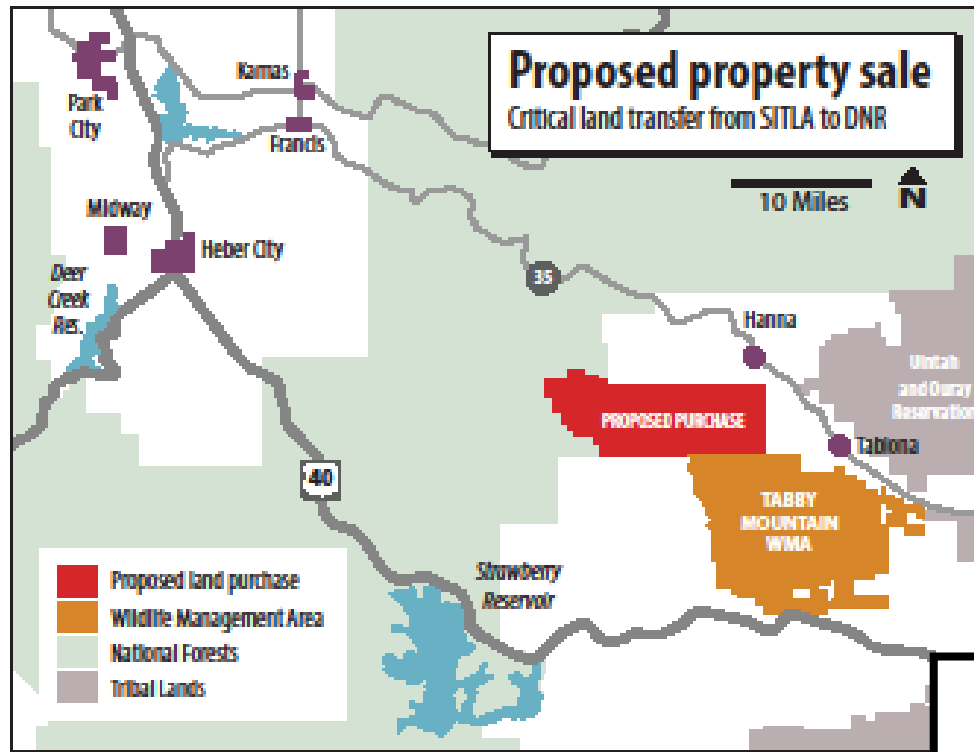 Proposed property sale
Critical land transfer from SITLA to DNR
10 Miles
N
Kamas
Park
City
Francis
Midway
Heber City
Deer
Creek
Res.
35
Hanna
Uintah
and Ouray
Reservation
PROPOSED PURCHASE
Tabiona
40
TABBY
MOUNTAIN
WMA
Strawberry
Reservoir
Proposed land purchase
Wildlife Management Area
National Forests
Tribal Lands